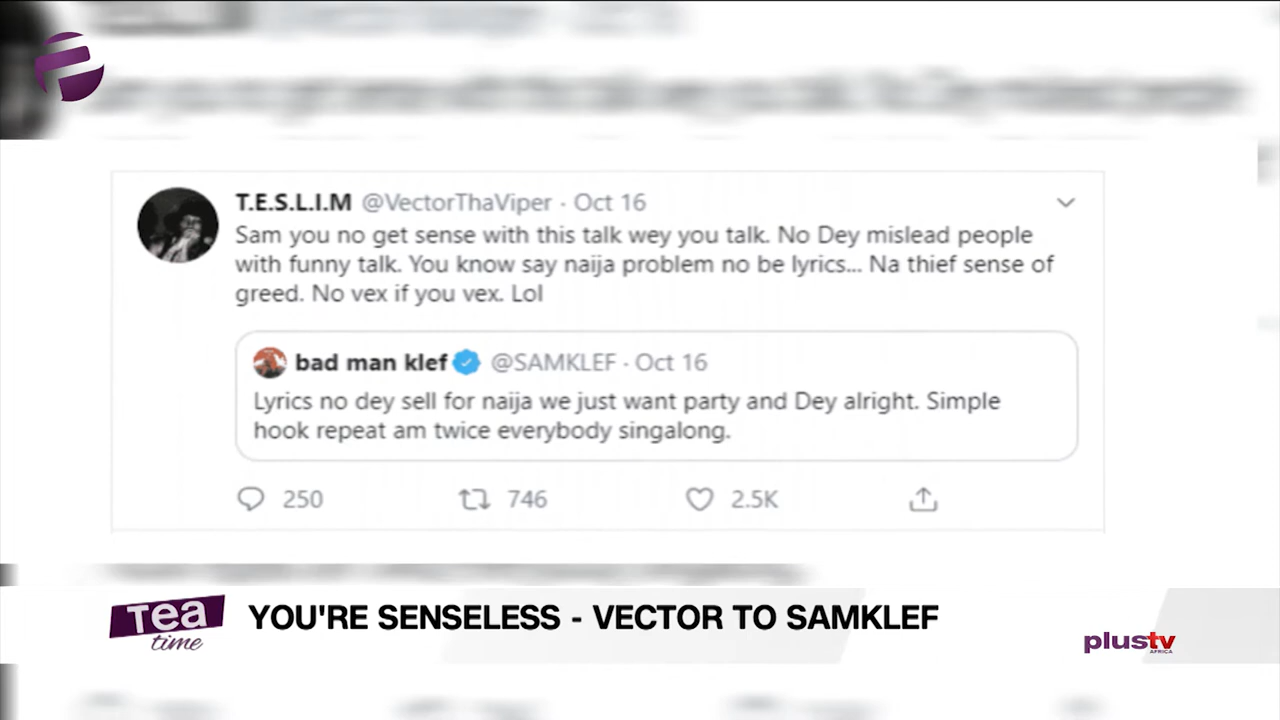 T.E.S.L.I.M @VectorThaViper · Oct 16
Sam you no get sense with this talk wey you talk. No Dey mislead people
with funny talk. You know say naija problem no be lyrics... Na thief sense of
greed. No vex if you vex. Lol
bad man klef @SAMKLEF · Oct 16
Lyrics no dey sell for naija we just want party and Dey alright. Simple
hook repeat am twice everybody singalong.
250 746 2.5K
Tea
time
YOU'RE SENSELESS - VECTOR TO SAMKLEF
plustv
AFRICA